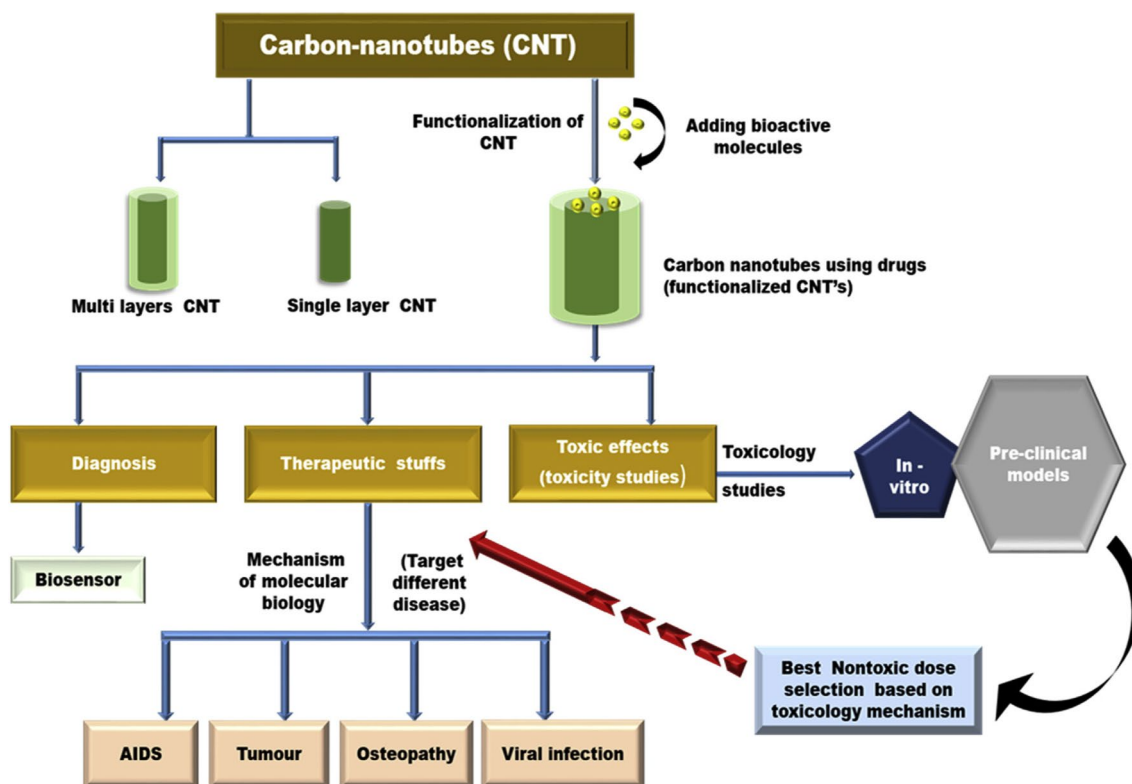 Carbon-nanotubes (CNT)
Functionalization of
CNT
Adding bioactive
molecules
Multi layers CNT
Single layer CNT
Carbon nanotubes using drugs
(functionalized CNT's)
Diagnosis
Therapeutic stuffs
Toxic effects
(toxicity studies)
Toxicology
studies
In -
vitro
Pre-clinical
models
Biosensor
Mechanism
of molecular
biology
(Target
different
disease)
Best Nontoxic dose
selection based on
toxicology mechanism
AIDS
Tumour
Osteopathy
Viral infection